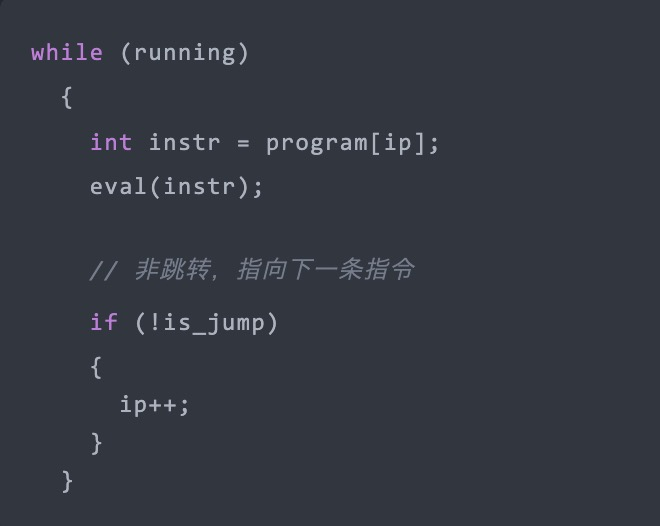 while (running)
{
int instr = program[ip];
eval(instr);
// 非跳转, 指向下一条指令
if (!is_jump)
{
ip++;
}
}